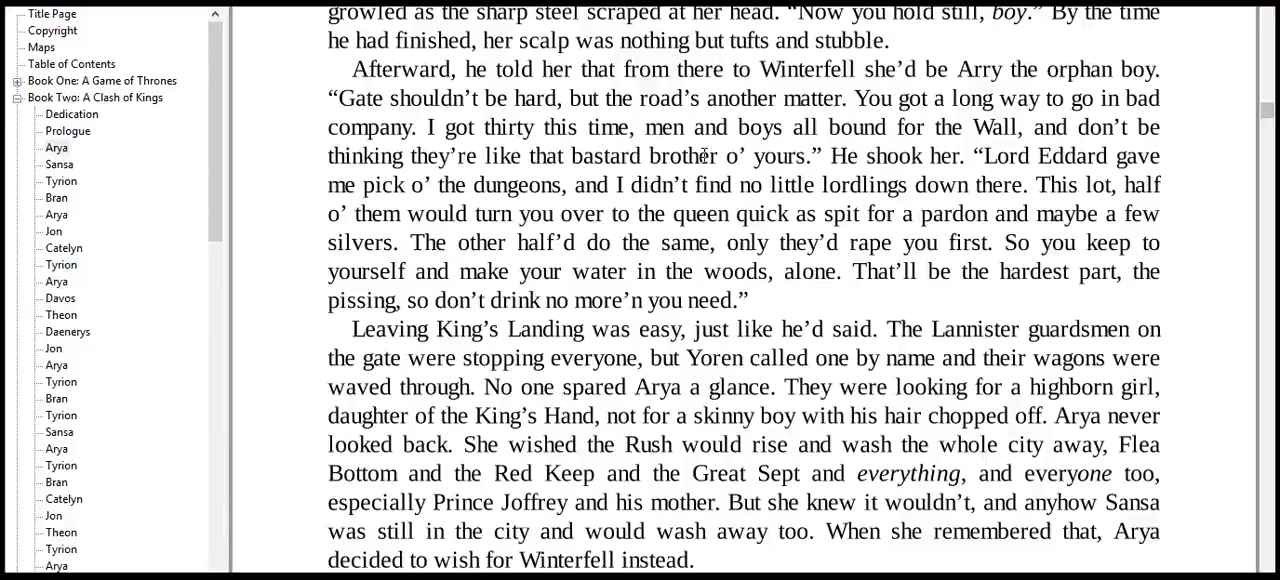 Title Page
Copyright
Maps
Table of Contents
Book One: A Game of Thrones
Book Two: A Clash of Kings
Dedication
Prologue
Arya
Sansa
Tyrion
Bran
Arya
Jon
Catelyn
Tyrion
Arya
Davos
Theon
Daenerys
Jon
Arya
Tyrion
Bran
Tyrion
Sansa
Arya
Tyrion
Bran
Catelyn
Jon
Theon
Tyrion
Arya
growled as the sharp steel scraped at her head. “Now you hold still, boy.” By the time
he had finished, her scalp was nothing but tufts and stubble.
Afterward, he told her that from there to Winterfell she’d be Arry the orphan boy.
“Gate shouldn’t be hard, but the road’s another matter. You got a long way to go in bad
company. I got thirty this time, men and boys all bound for the Wall, and don’t be
thinking they’re like that bastard brother o’ yours.” He shook her. “Lord Eddard gave
me pick o’ the dungeons, and I didn’t find no little lordlings down there. This lot, half
o’ them would turn you over to the queen quick as spit for a pardon and maybe a few
silvers. The other half’d do the same, only they’d rape you first. So you keep to
yourself and make your water in the woods, alone. That’ll be the hardest part, the
pissing, so don’t drink no more’n you need.”
Leaving King’s Landing was easy, just like he’d said. The Lannister guardsmen on
the gate were stopping everyone, but Yoren called one by name and their wagons were
waved through. No one spared Arya a glance. They were looking for a highborn girl,
daughter of the King’s Hand, not for a skinny boy with his hair chopped off. Arya never
looked back. She wished the Rush would rise and wash the whole city away, Flea
Bottom and the Red Keep and the Great Sept and everything, and everyone too,
especially Prince Joffrey and his mother. But she knew it wouldn’t, and anyhow Sansa
was still in the city and would wash away too. When she remembered that, Arya
decided to wish for Winterfell instead.